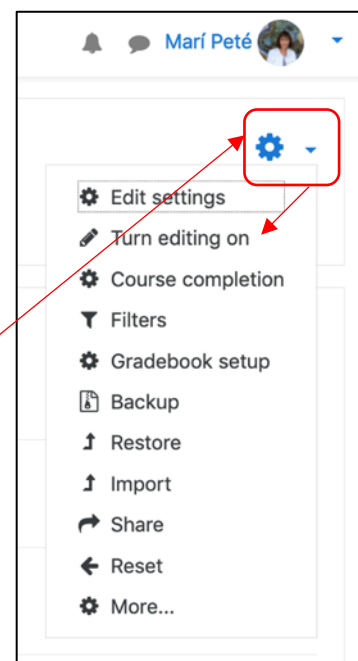 Marí Peté
Edit settings
Turn editing on
Course completion
Filters
Gradebook setup
Backup
Restore
Import
Share
Reset
More...